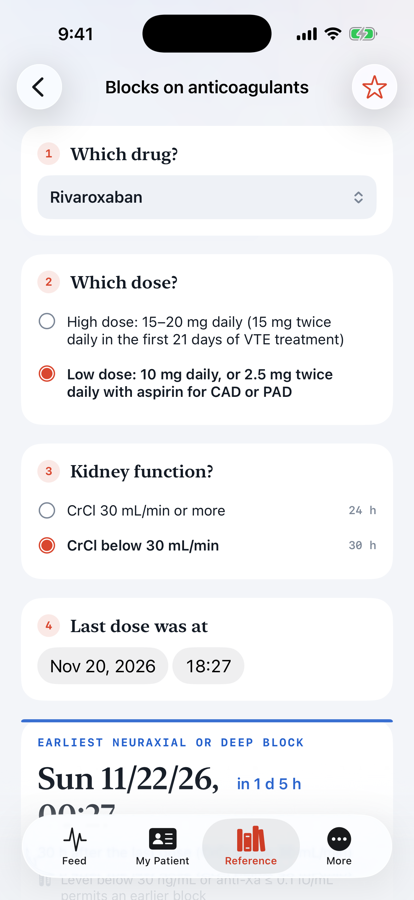 9:41
Blocks on anticoagulants
1 Which drug?
Rivaroxaban
2 Which dose?
High dose: 15–20 mg daily (15 mg twice
daily in the first 21 days of VTE treatment)
Low dose: 10 mg daily, or 2.5 mg twice
daily with aspirin for CAD or PAD
3 Kidney function?
CrCl 30 mL/min or more 24 h
CrCl below 30 mL/min 30 h
4 Last dose was at
Nov 20, 2026 18:27
EARLIEST NEURAXIAL OR DEEP BLOCK
Sun 11/22/26, in 1 d 5 h
00:27
Feed My Patient Reference More
Level below 30 ng/mL or anti-Xa ≤ 0.1 IU/mL
permits an earlier block